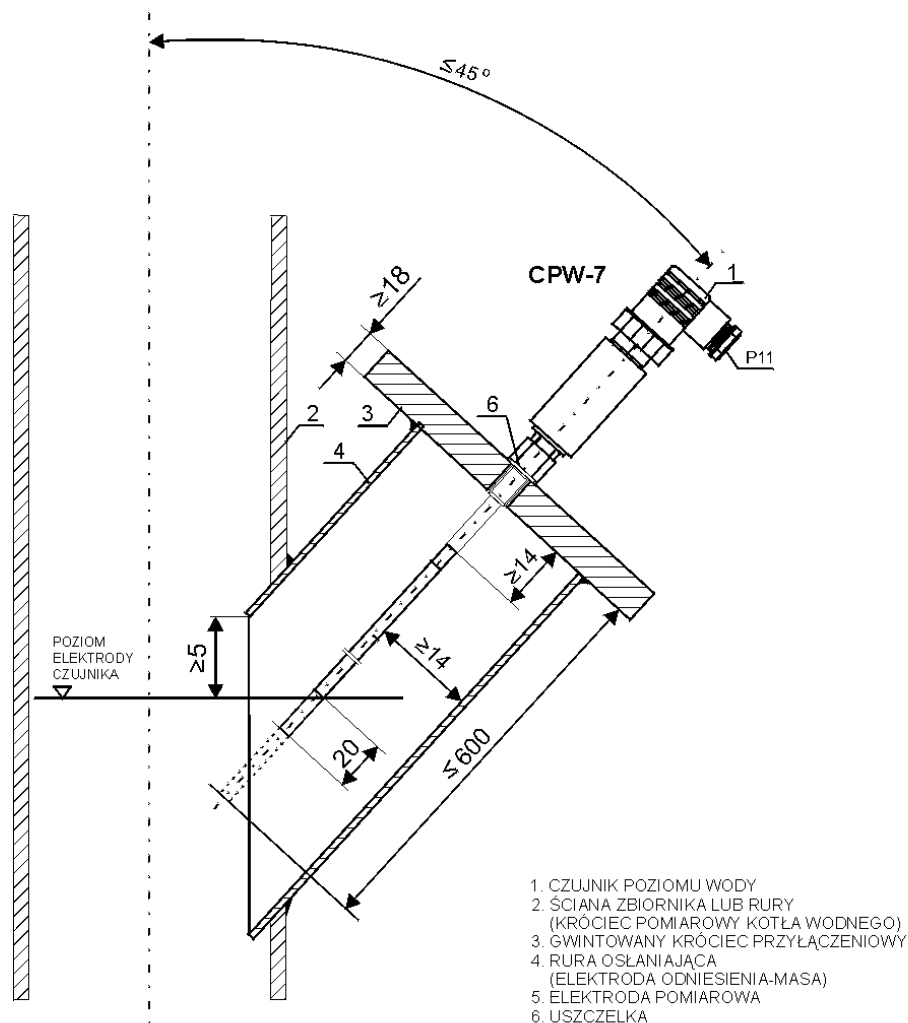 ≤45°
CPW-7
1
≥18
P11
6
2
3
4
≥14
POZIOM
ELEKTRODY
CZUJNIKA
≥5
≥14
20
≤600
1. CZUJNIK POZIOMU WODY
2. ŚCIANA ZBIORNIKA LUB RURY
(KRÓCIEC POMIAROWY KOTŁA WODNEGO)
3. GWINTOWANY KRÓCIEC PRZYŁĄCZENIOWY
4. RURA OSŁANIAJĄCA
(ELEKTRODA ODNIESIENIA-MASA)
5. ELEKTRODA POMIAROWA
6. USZCZELKA